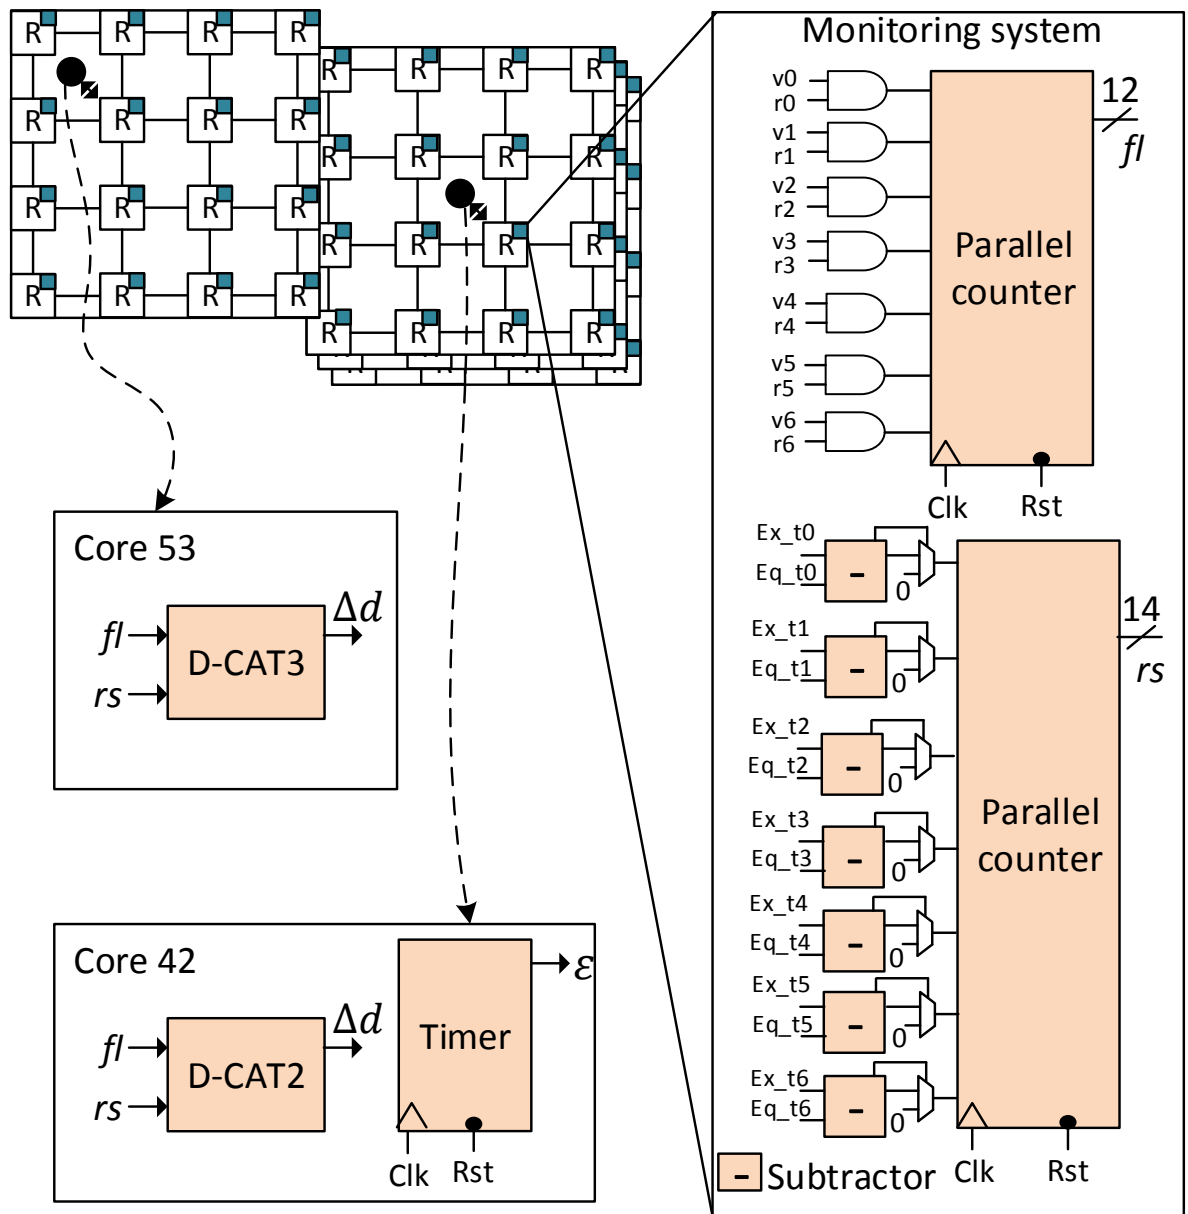 R R R R
R R R R
R R R R
R R R R
R R R R
R R R R
R R R R
R R R R
Core 53
fl
rs
D-CAT3
Δd
Core 42
fl
rs
D-CAT2
Δd
Timer
ε
Clk Rst
Monitoring system
v0
r0
v1
r1
v2
r2
v3
r3
v4
r4
v5
r5
v6
r6
Parallel
counter
12
fl
Clk Rst
Ex_t0
Eq_t0
-
0
Ex_t1
Eq_t1
-
0
Ex_t2
Eq_t2
-
0
Ex_t3
Eq_t3
-
0
Ex_t4
Eq_t4
-
0
Ex_t5
Eq_t5
-
0
Ex_t6
Eq_t6
-
0
Parallel
counter
14
rs
Clk Rst
- Subtractor